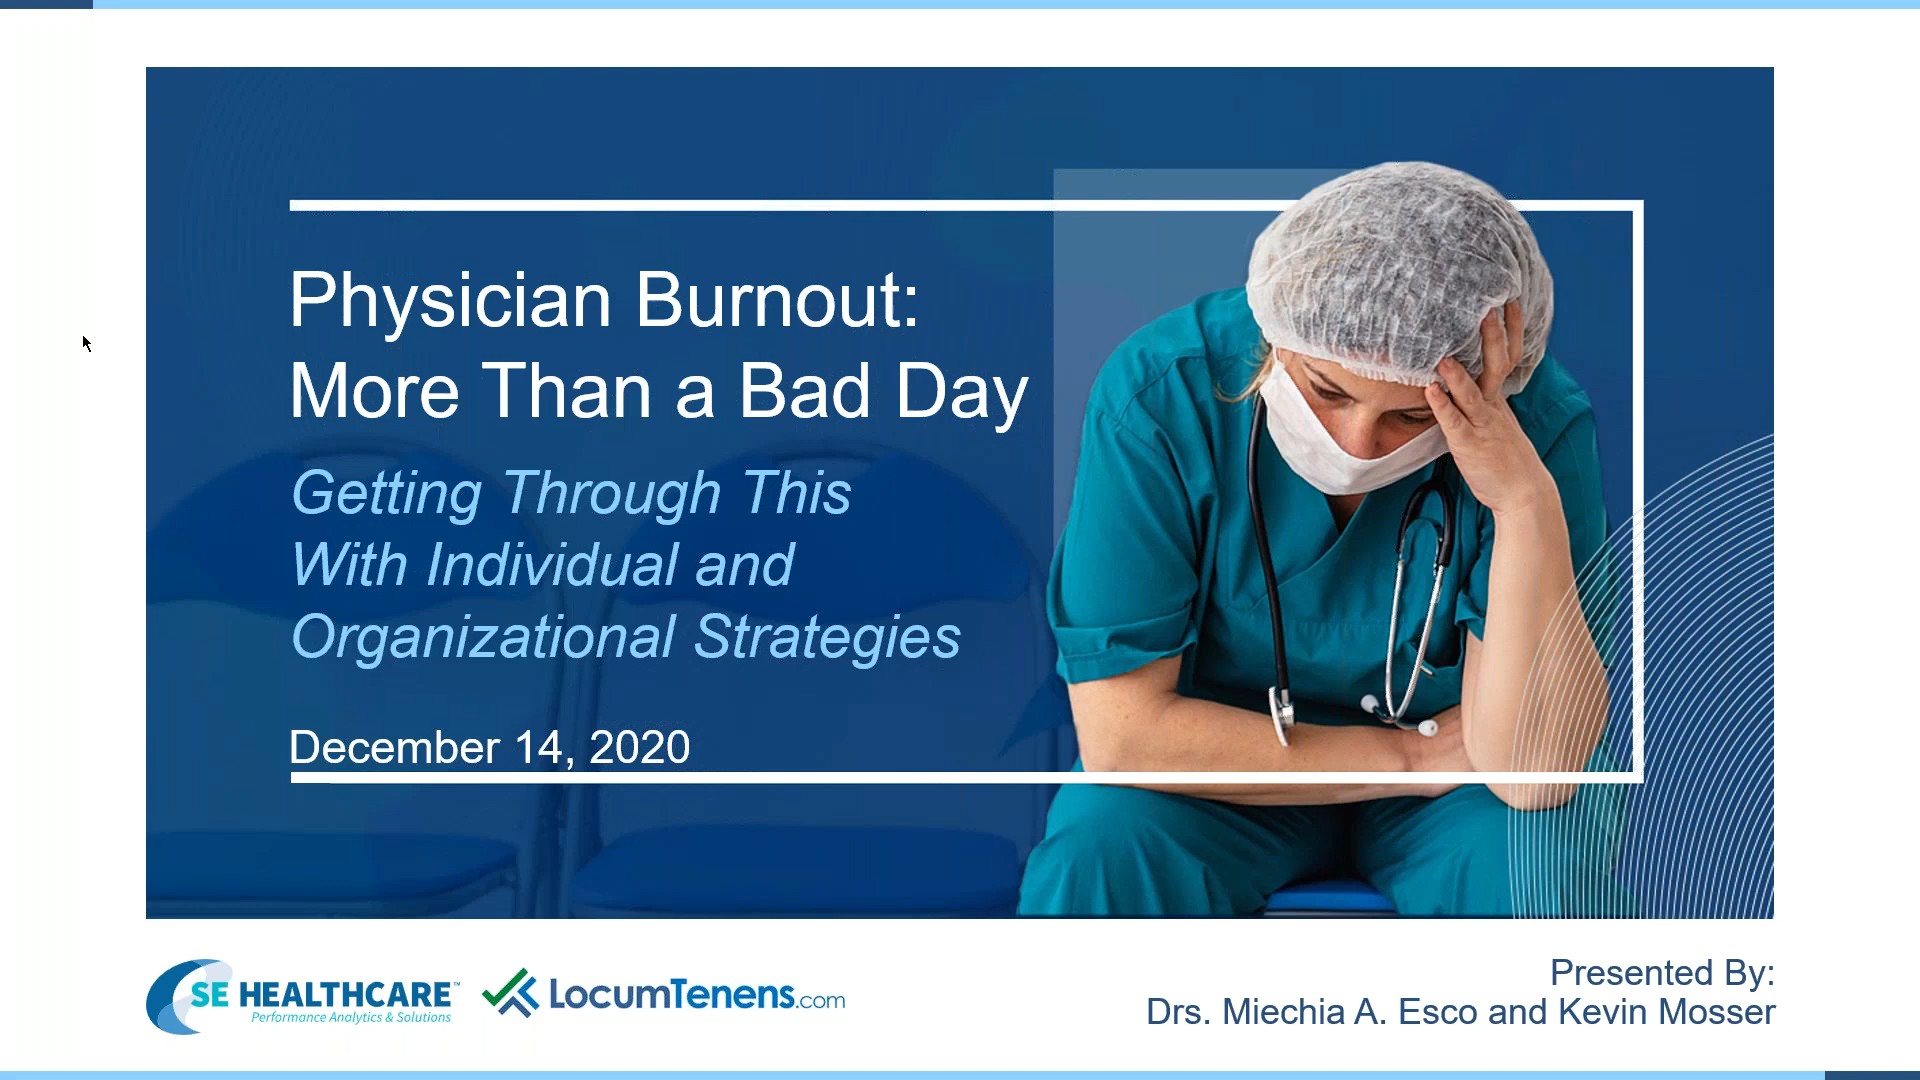 Physician Burnout:
More Than a Bad Day
Getting Through This
With Individual and
Organizational Strategies
December 14, 2020
SE HEALTHCARE™
Performance Analytics & Solutions
LocumTenens.com
Presented By:
Drs. Miechia A. Esco and Kevin Mosser